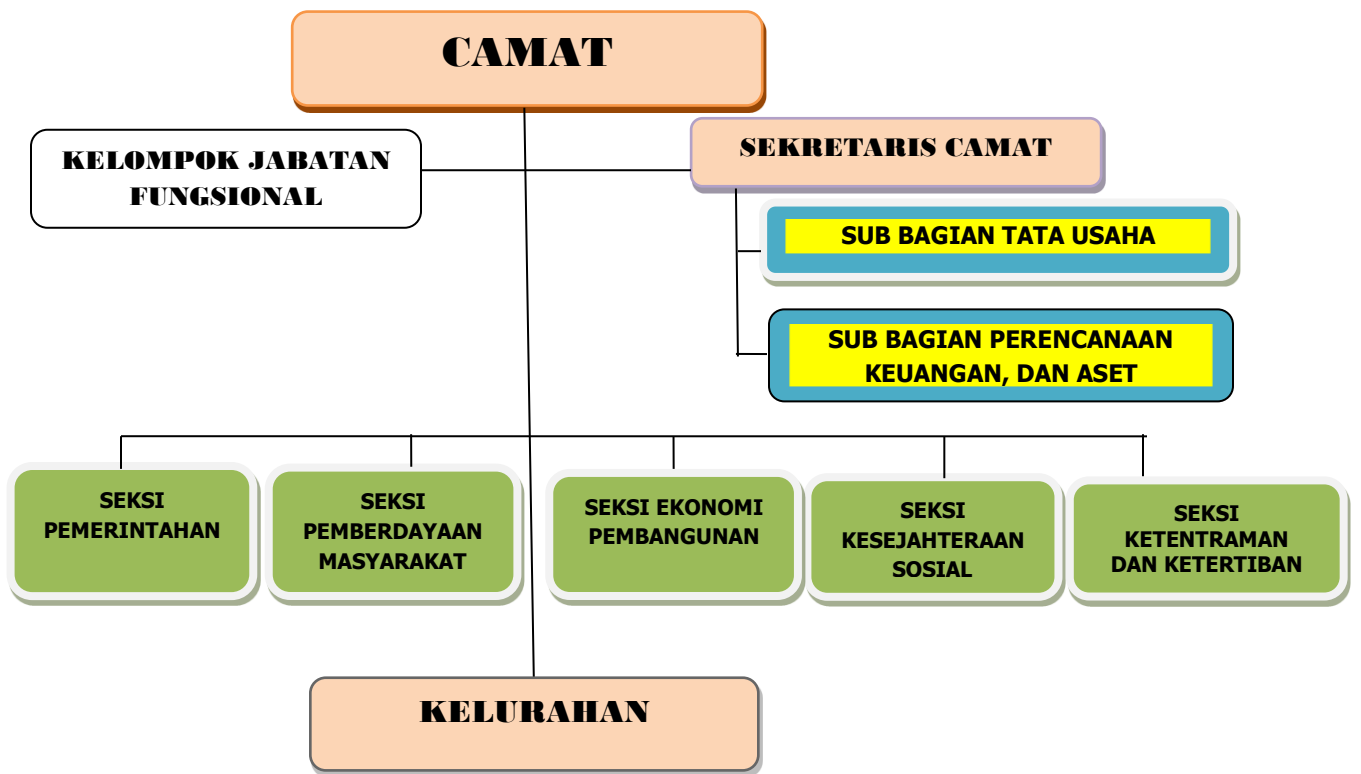 CAMAT
KELOMPOK JABATAN
FUNGSIONAL
SEKRETARIS CAMAT
SUB BAGIAN TATA USAHA
SUB BAGIAN PERENCANAAN
KEUANGAN, DAN ASET
SEKSI
PEMERINTAHAN
SEKSI
PEMBERDAYAAN
MASYARAKAT
SEKSI EKONOMI
PEMBANGUNAN
SEKSI
KESEJAHTERAAN
SOSIAL
SEKSI
KETENTRAMAN
DAN KETERTIBAN
KELURAHAN